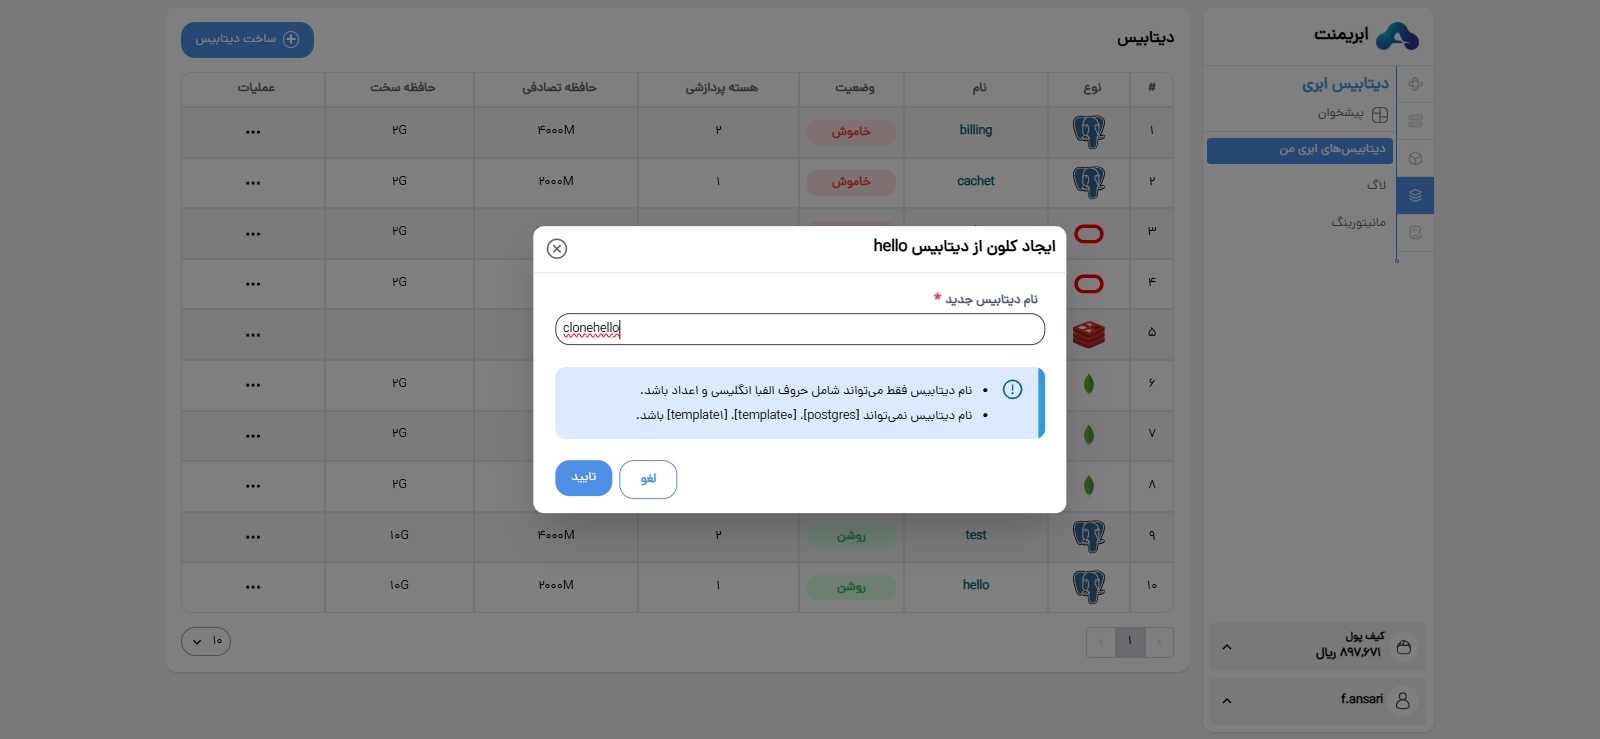 ابریمنت
دیتابیس ابری
پیشخوان
دیتابیس‌های ابری من
لاگ
مانیتورینگ
کیف پول
۸۹۷,۶۷۱ ریال
f.ansari
دیتابیس
ساخت دیتابیس
# نوع نام وضعیت هسته پردازشی حافظه تصادفی حافظه سخت عملیات
۱ billing خاموش ۲ ۴۰۰۰M ۲G
۲ cachet خاموش ۱ ۲۰۰۰M ۲G
۳ ۲G
۴ ۲G
۵
۶ ۲G
۷ ۲G
۸ ۲G
۹ test روشن ۲ ۴۰۰۰M ۱۰G
۱۰ hello روشن ۱ ۲۰۰۰M ۱۰G
۱
۱۰
ایجاد کلون از دیتابیس hello
نام دیتابیس جدید *
clonehello
• نام دیتابیس فقط می‌تواند شامل حروف الفبا انگلیسی و اعداد باشد.
• نام دیتابیس نمی‌تواند [postgres]، [template۰]، [template۱] باشد.
لغو
تایید